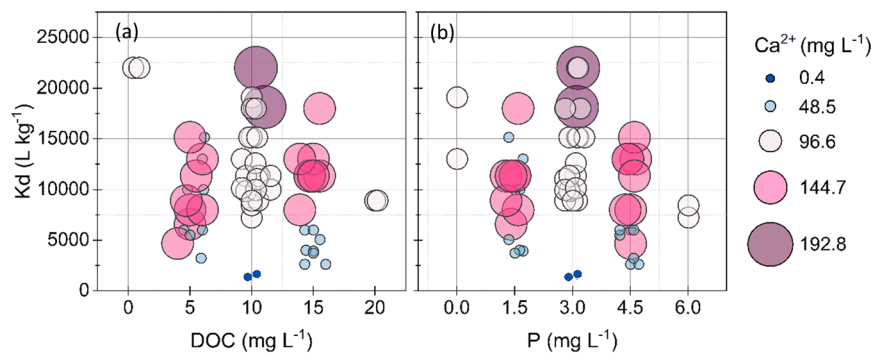 (a)
(b)
Ca²⁺ (mg L⁻¹)
0.4
48.5
96.6
144.7
192.8
Kd (L kg⁻¹)
25000
20000
15000
10000
5000
0
0 5 10 15 20
DOC (mg L⁻¹)
0.0 1.5 3.0 4.5 6.0
P (mg L⁻¹)